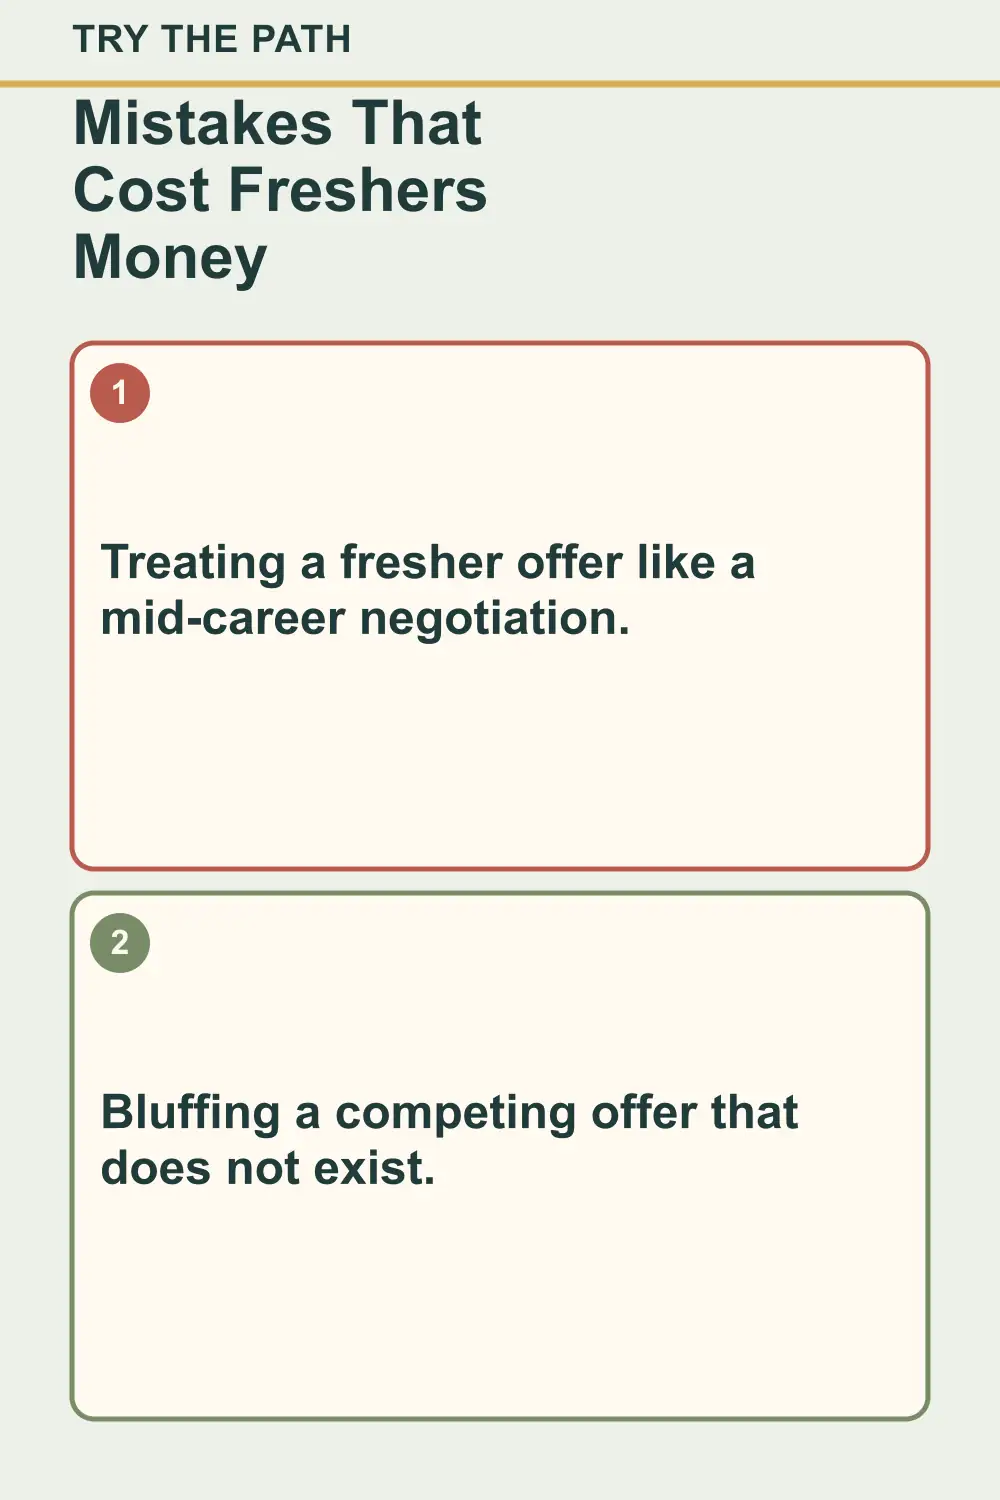 TRY THE PATH
Mistakes That
Cost Freshers
Money
1
Treating a fresher offer like a
mid-career negotiation.
2
Bluffing a competing offer that
does not exist.